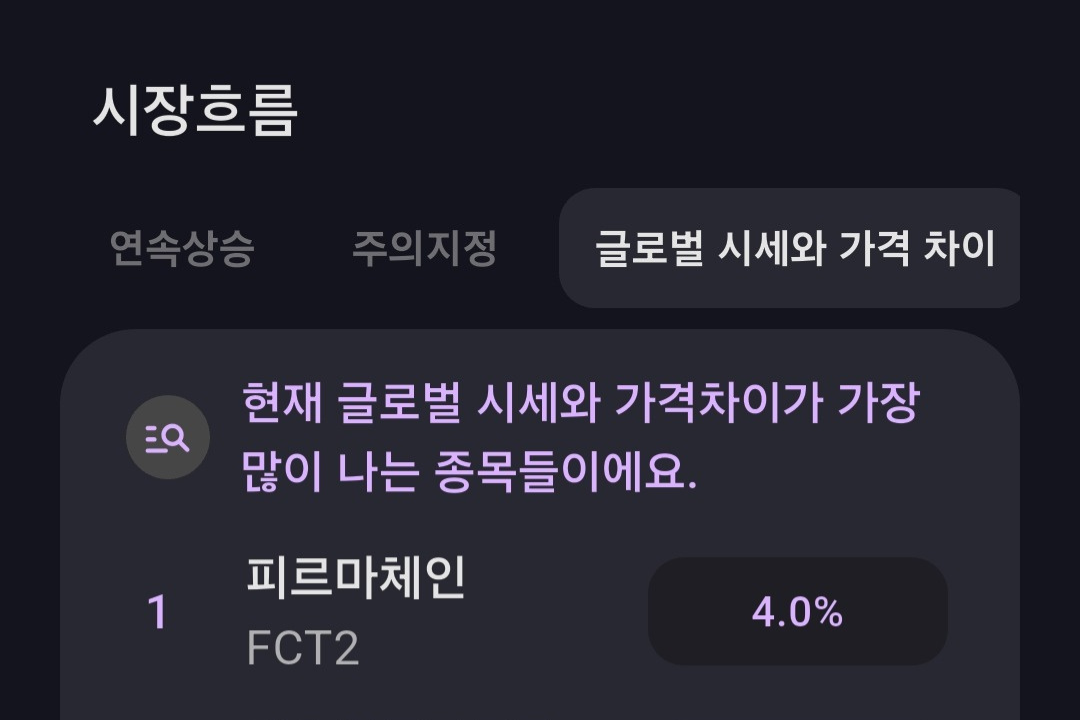 시장흐름
연속상승 주의지정 글로벌 시세와 가격 차이
현재 글로벌 시세와 가격차이가 가장
많이 나는 종목들이에요.
1 피르마체인 4.0%
FCT2